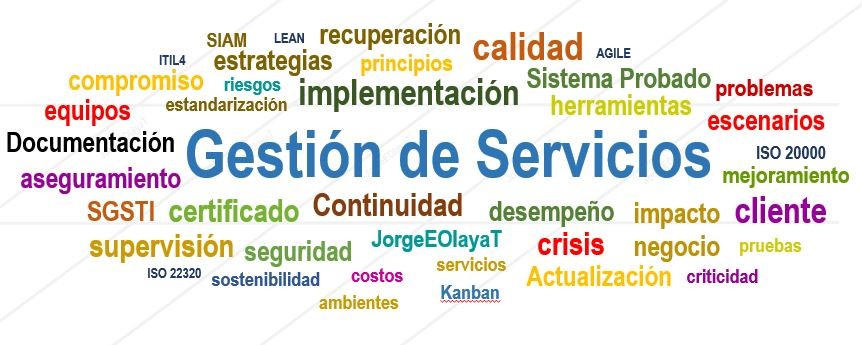 SIAM LEAN recuperación calidad AGILE
ITIL4 estrategias principios
compromiso riesgos implementación Sistema Probado problemas
equipos estandarización herramientas escenarios
Documentación Gestión de Servicios ISO 20000
aseguramiento mejoramiento
SGSTI certificado Continuidad desempeño impacto cliente
supervisión seguridad JorgeEOlayaT crisis negocio pruebas
ISO 22320 sostenibilidad costos servicios Actualización criticidad
ambientes Kanban